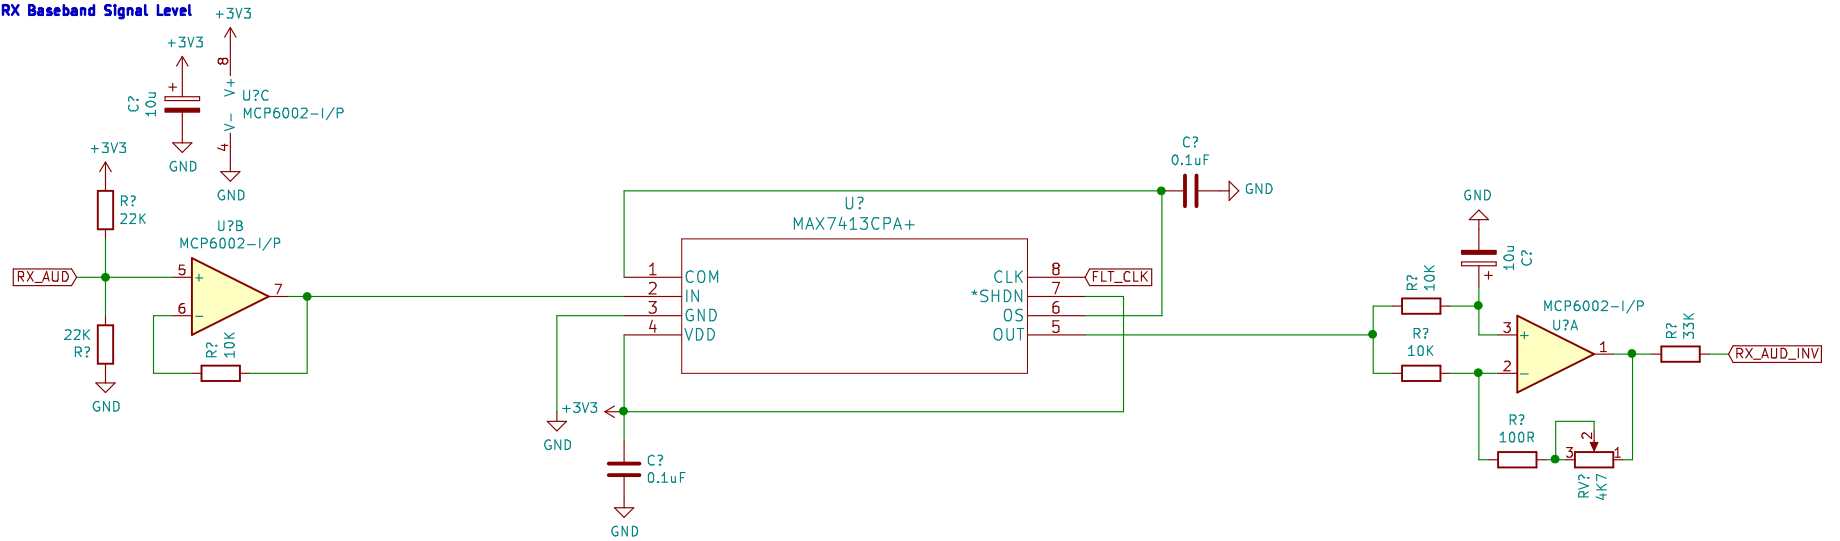 RX Baseband Signal Level
+3V3
+3V3
8
V+
U?C
MCP6002-I/P
V-
4
GND
C?
10u
+
GND
+3V3
R?
22K
U?B
MCP6002-I/P
RX_AUD
5
+
7
6
-
22K
R?
R?
10K
GND
C?
0.1uF
GND
U?
MAX7413CPA+
1
COM
2
IN
3
GND
4
VDD
CLK
8
FLT_CLK
*SHDN
7
OS
6
OUT
5
+3V3
GND
C?
0.1uF
GND
GND
10u
C?
+
R?
10K
R?
10K
MCP6002-I/P
U?A
3
+
1
2
-
R?
33K
RX_AUD_INV
R?
100R
2
3
1
RV?
4K7